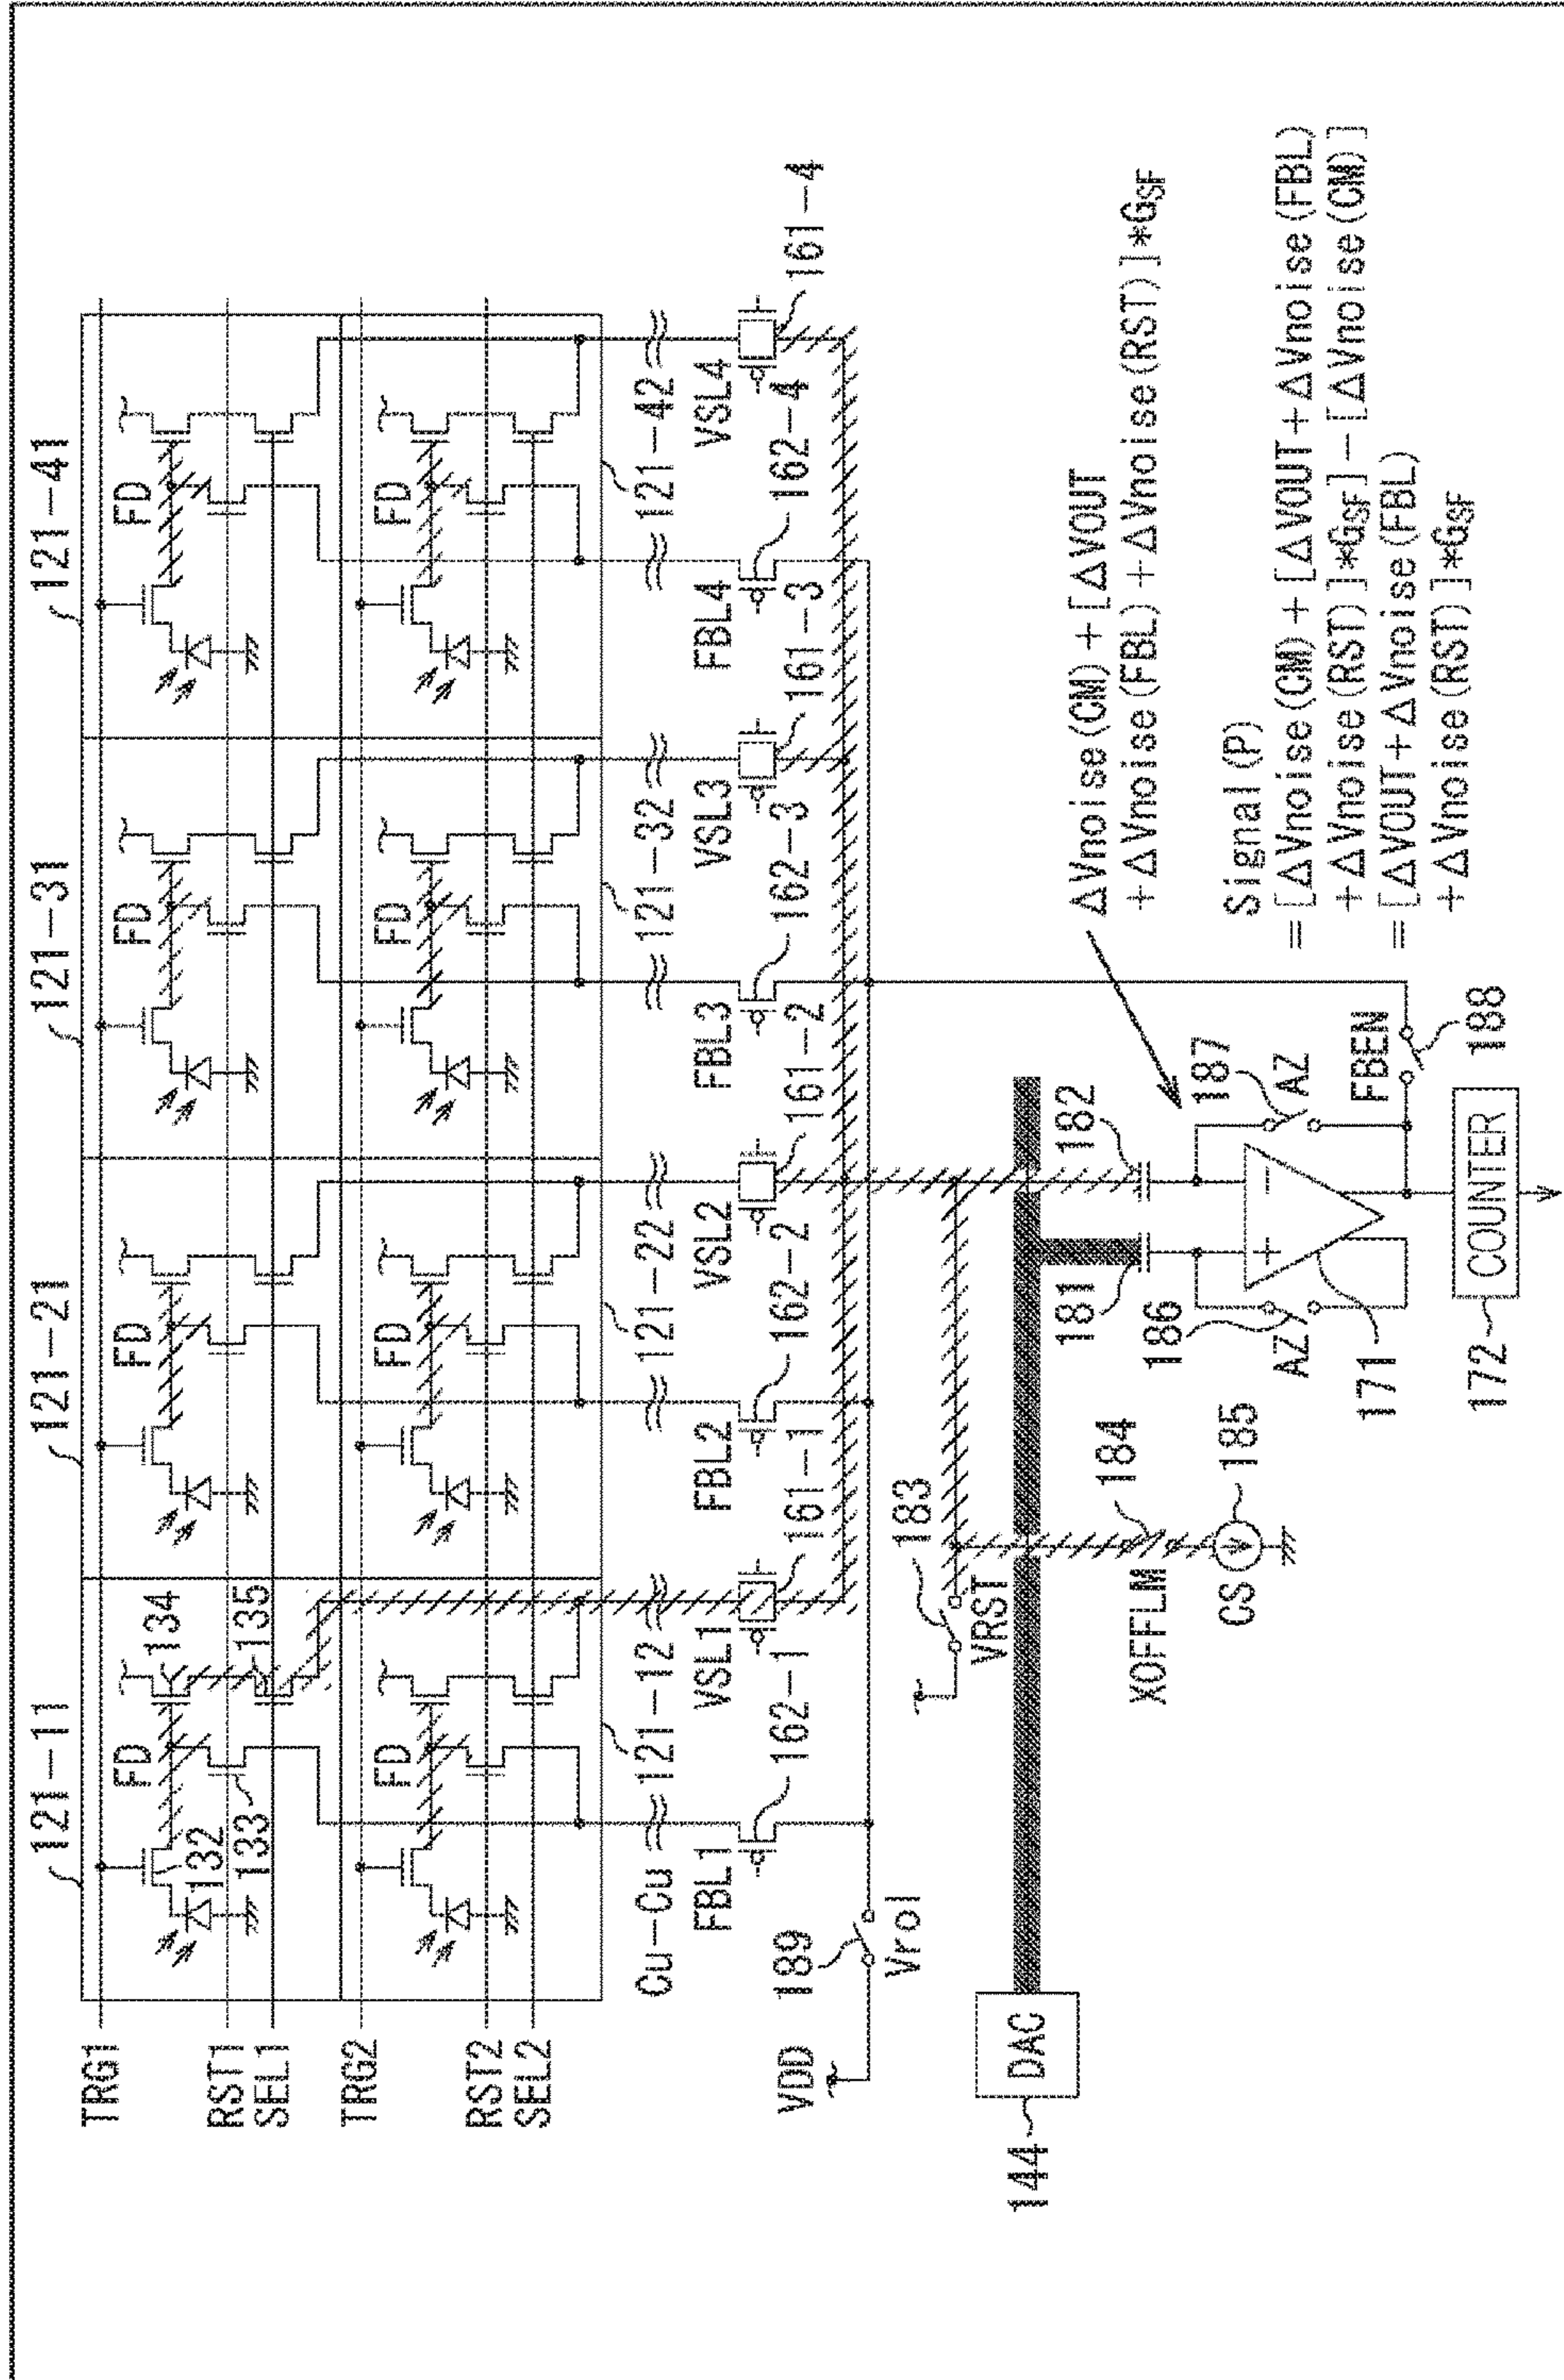 121-11
121-21
121-31
121-41
TRG1
RST1
SEL1
TRG2
RST2
SEL2
FD
FD
FD
FD
132
133
134
135
FD
FD
FD
FD
Cu-Cu
121-12
121-22
121-32
121-42
FBL1
VSL1
FBL2
VSL2
FBL3
VSL3
FBL4
VSL4
162-1
161-1
162-2
161-2
162-3
161-3
162-4
161-4
VDD
189
Vrol
183
VRST
144
DAC
XOFFLM
184
CS
185
181
182
186
AZ
187
AZ
+
−
171
FBEN
188
172
COUNTER
ΔVnoise(CM)+[ΔVOUT
+ΔVnoise(FBL)+ΔVnoise(RST)]*GSF
Signal(P)
=[ΔVnoise(CM)+[ΔVOUT+ΔVnoise(FBL)
+ΔVnoise(RST)]*GSF]-[ΔVnoise(CM)]
=[ΔVOUT+ΔVnoise(FBL)
+ΔVnoise(RST)]*GSF